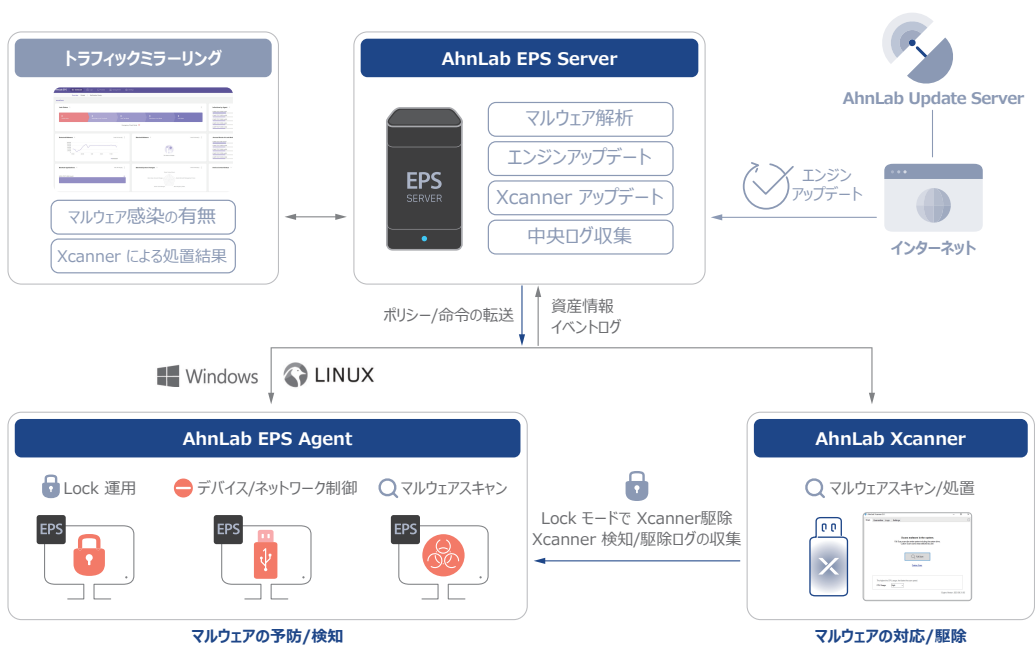 トラフィックミラーリング
マルウェア感染の有無
Xcanner による処置結果
AhnLab EPS Server
EPS
SERVER
マルウェア解析
エンジンアップデート
Xcanner アップデート
中央ログ収集
AhnLab Update Server
エンジン
アップデート
インターネット
ポリシー/命令の転送
資産情報
イベントログ
Windows
LINUX
AhnLab EPS Agent
Lock 運用
デバイス/ネットワーク制御
マルウェアスキャン
EPS
EPS
EPS
マルウェアの予防/検知
Lock モードで Xcanner駆除
Xcanner 検知/駆除ログの収集
AhnLab Xcanner
マルウェアスキャン/処置
X
マルウェアの対応/駆除